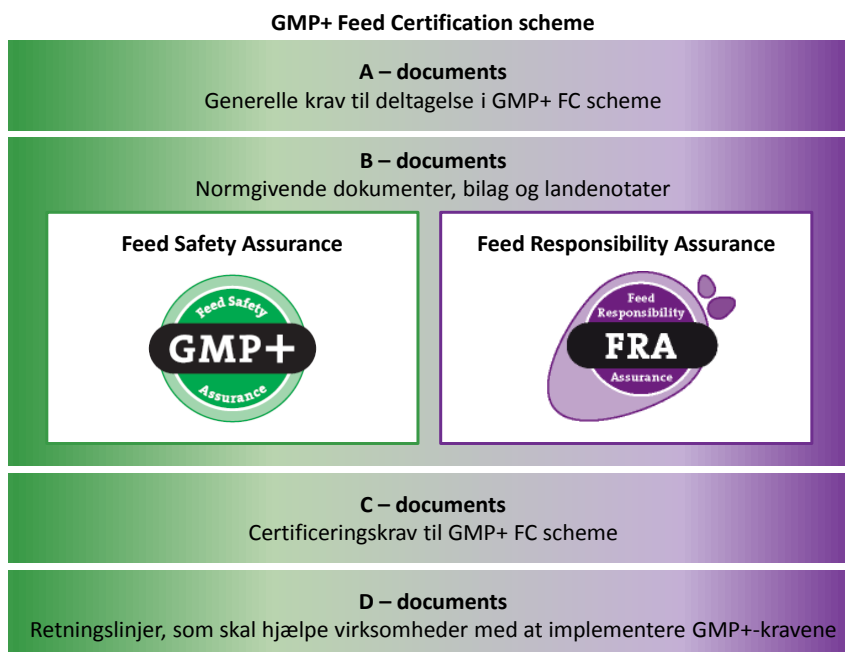 GMP+ Feed Certification scheme
A – documents
Generelle krav til deltagelse i GMP+ FC scheme
B – documents
Normgivende dokumenter, bilag og landenotater
Feed Safety Assurance
Feed Safety
GMP+
Assurance
Feed Responsibility Assurance
Feed
Responsibility
FRA
Assurance
C – documents
Certificeringskrav til GMP+ FC scheme
D – documents
Retningslinjer, som skal hjælpe virksomheder med at implementere GMP+-kravene